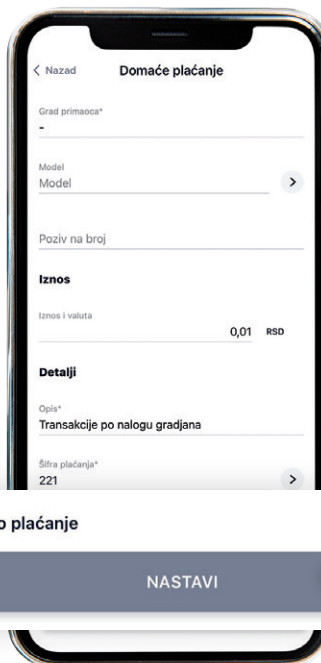 Nazad Domaće plaćanje
Grad primaoca*
-
Model
Model
Poziv na broj
Iznos
Iznos i valuta
0,01 RSD
Detalji
Opis*
Transakcije po nalogu gradjana
Šifra plaćanja*
221
o plaćanje
NASTAVI